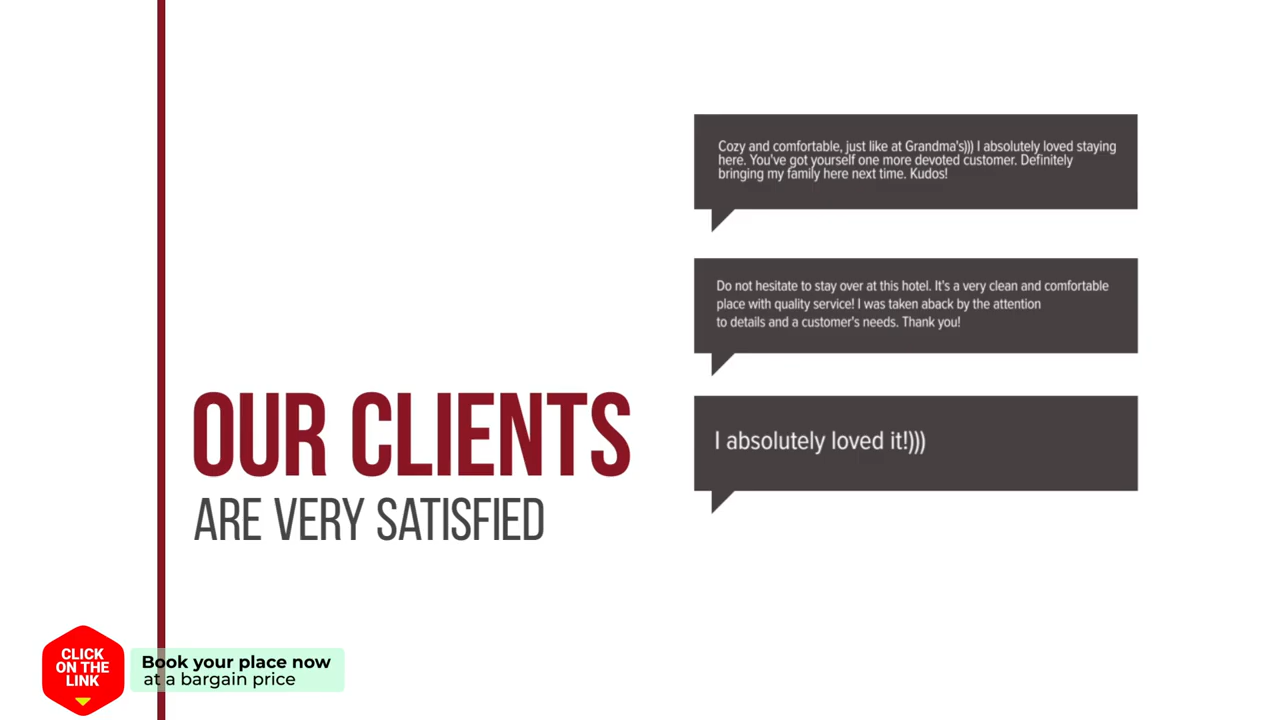 Cozy and comfortable, just like at Grandma's))) I absolutely loved staying
here. You've got yourself one more devoted customer. Definitely
bringing my family here next time. Kudos!
Do not hesitate to stay over at this hotel. It's a very clean and comfortable
place with quality service! I was taken aback by the attention
to details and a customer's needs. Thank you!
I absolutely loved it!)))
OUR CLIENTS
ARE VERY SATISFIED
CLICK
ON THE
LINK
Book your place now
at a bargain price